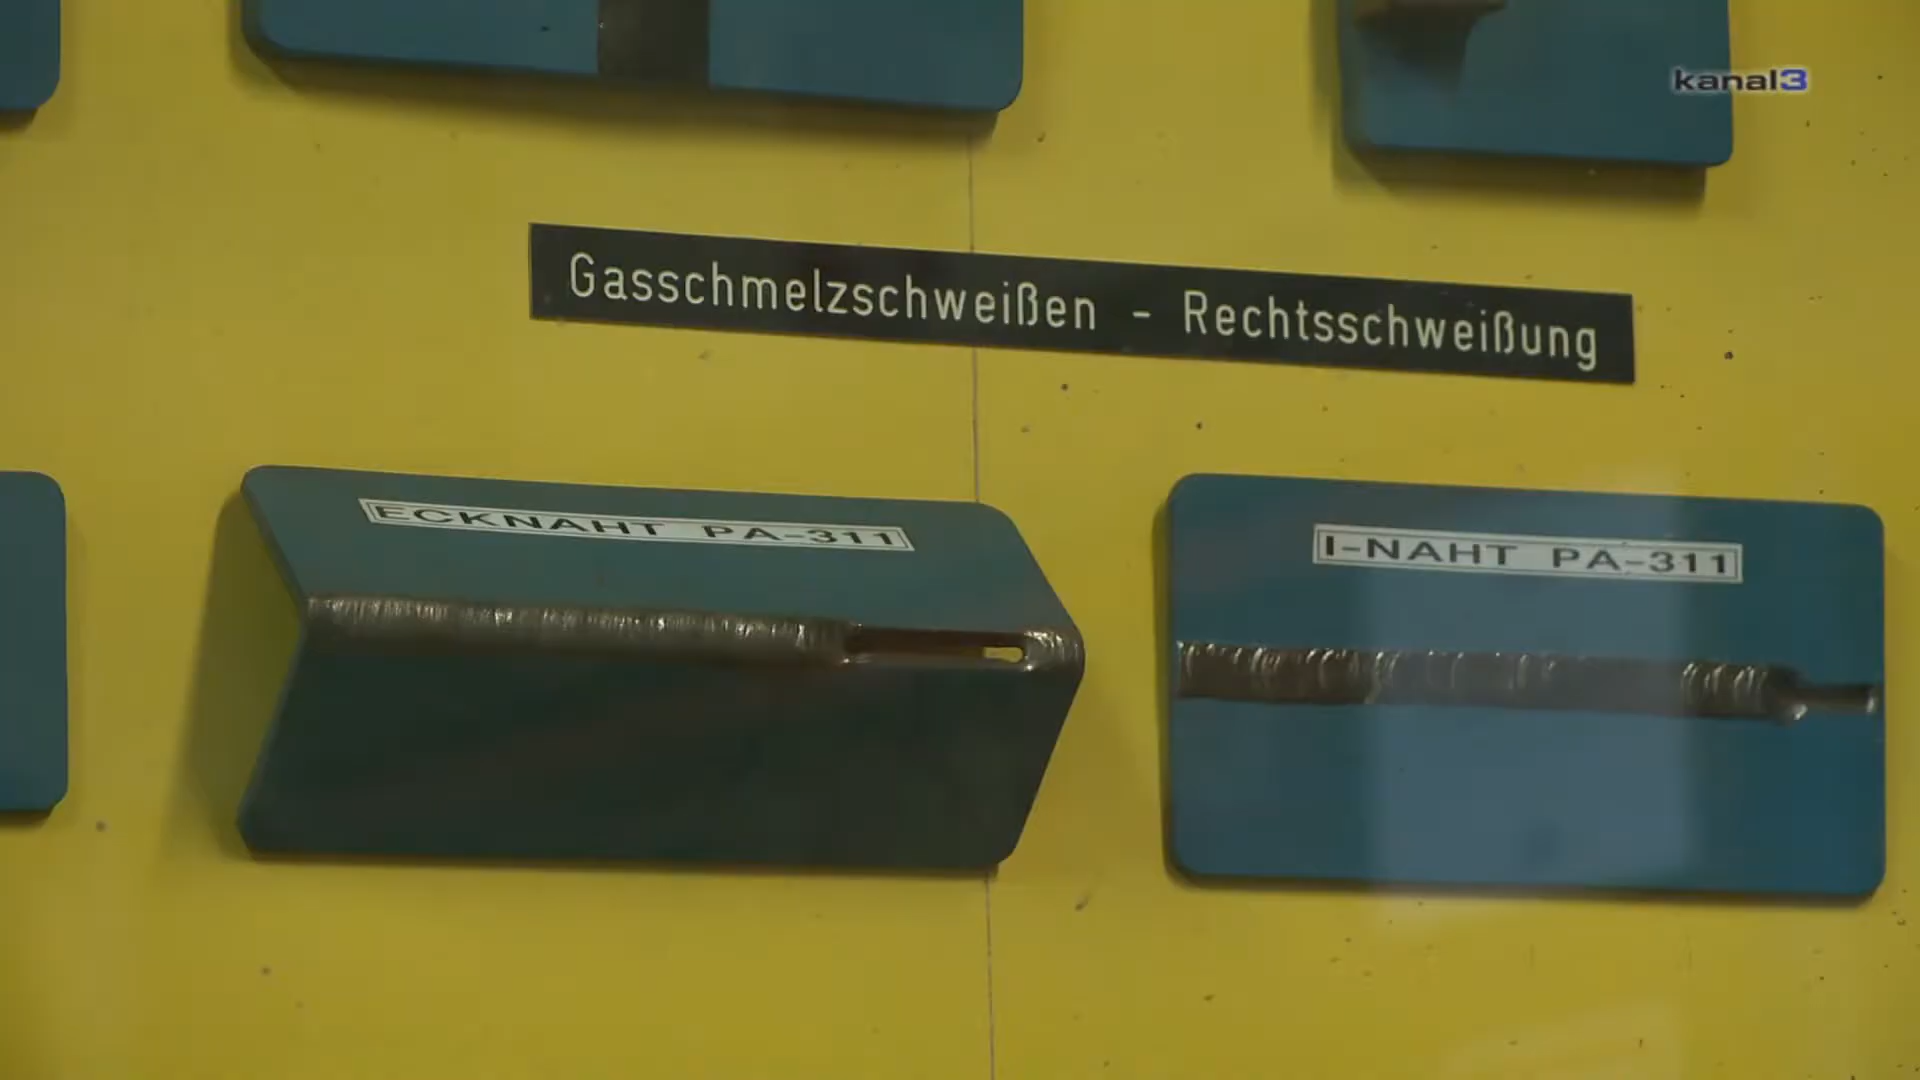 kanal3
Gasschmelzschweißen - Rechtsschweißung
ECKNAHT PA-311
I-NAHT PA-311